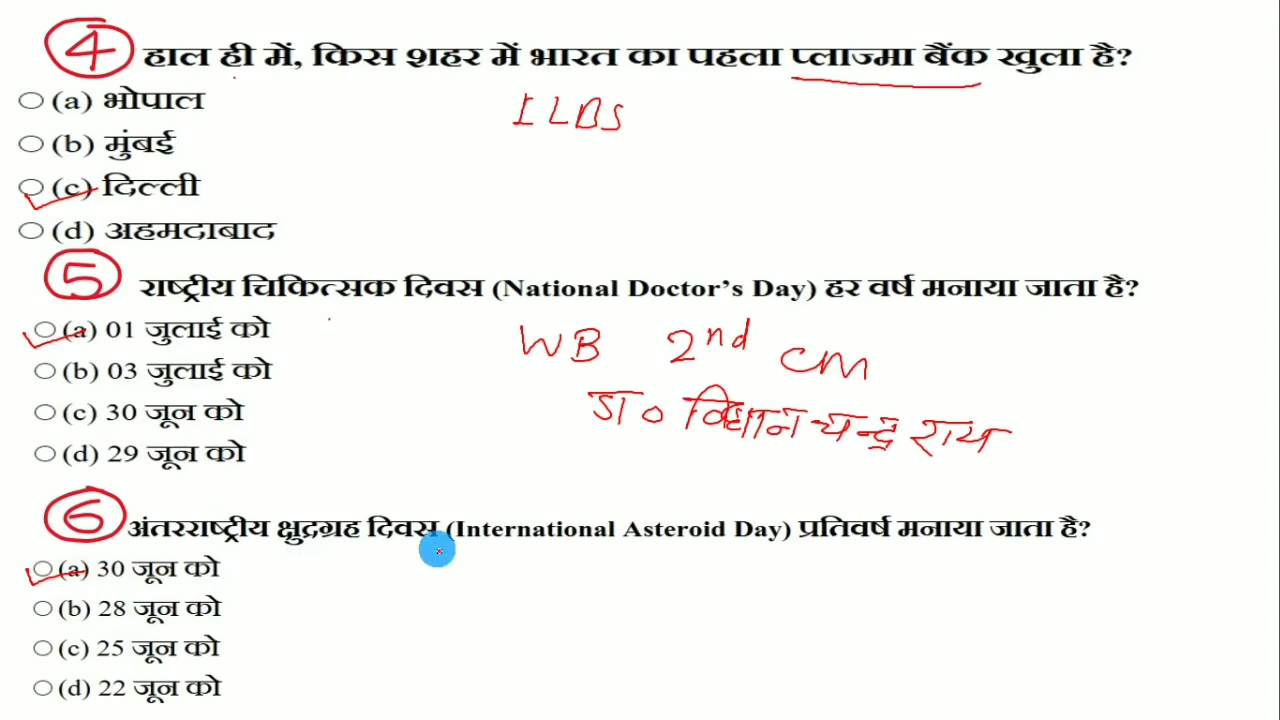 4 हाल ही में, किस शहर में भारत का पहला प्लाज्मा बैंक खुला है?
(a) भोपाल
ILBS
(b) मुंबई
(c) दिल्ली
(d) अहमदाबाद
5 राष्ट्रीय चिकित्सक दिवस (National Doctor's Day) हर वर्ष मनाया जाता है?
(a) 01 जुलाई को
WB 2nd CM
(b) 03 जुलाई को
(c) 30 जून को
डा० विधान चन्द्र राय
(d) 29 जून को
6 अंतरराष्ट्रीय क्षुद्रग्रह दिवस (International Asteroid Day) प्रतिवर्ष मनाया जाता है?
(a) 30 जून को
(b) 28 जून को
(c) 25 जून को
(d) 22 जून को